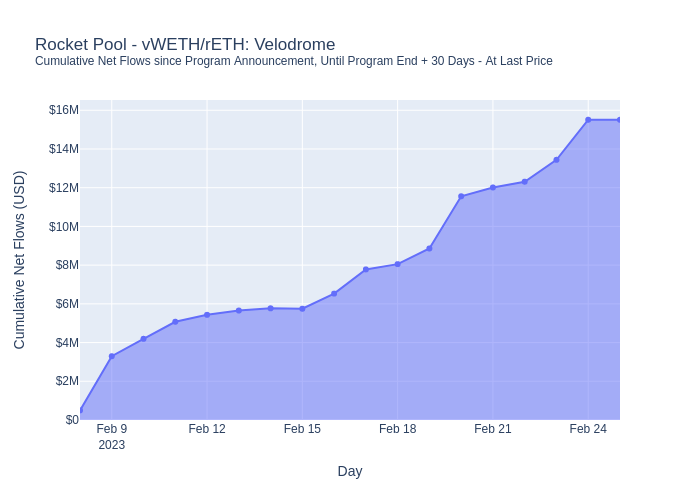 Rocket Pool - vWETH/rETH: Velodrome
Cumulative Net Flows since Program Announcement, Until Program End + 30 Days - At Last Price
Cumulative Net Flows (USD)
$16M
$14M
$12M
$10M
$8M
$6M
$4M
$2M
$0
Feb 9 Feb 12 Feb 15 Feb 18 Feb 21 Feb 24
2023
Day